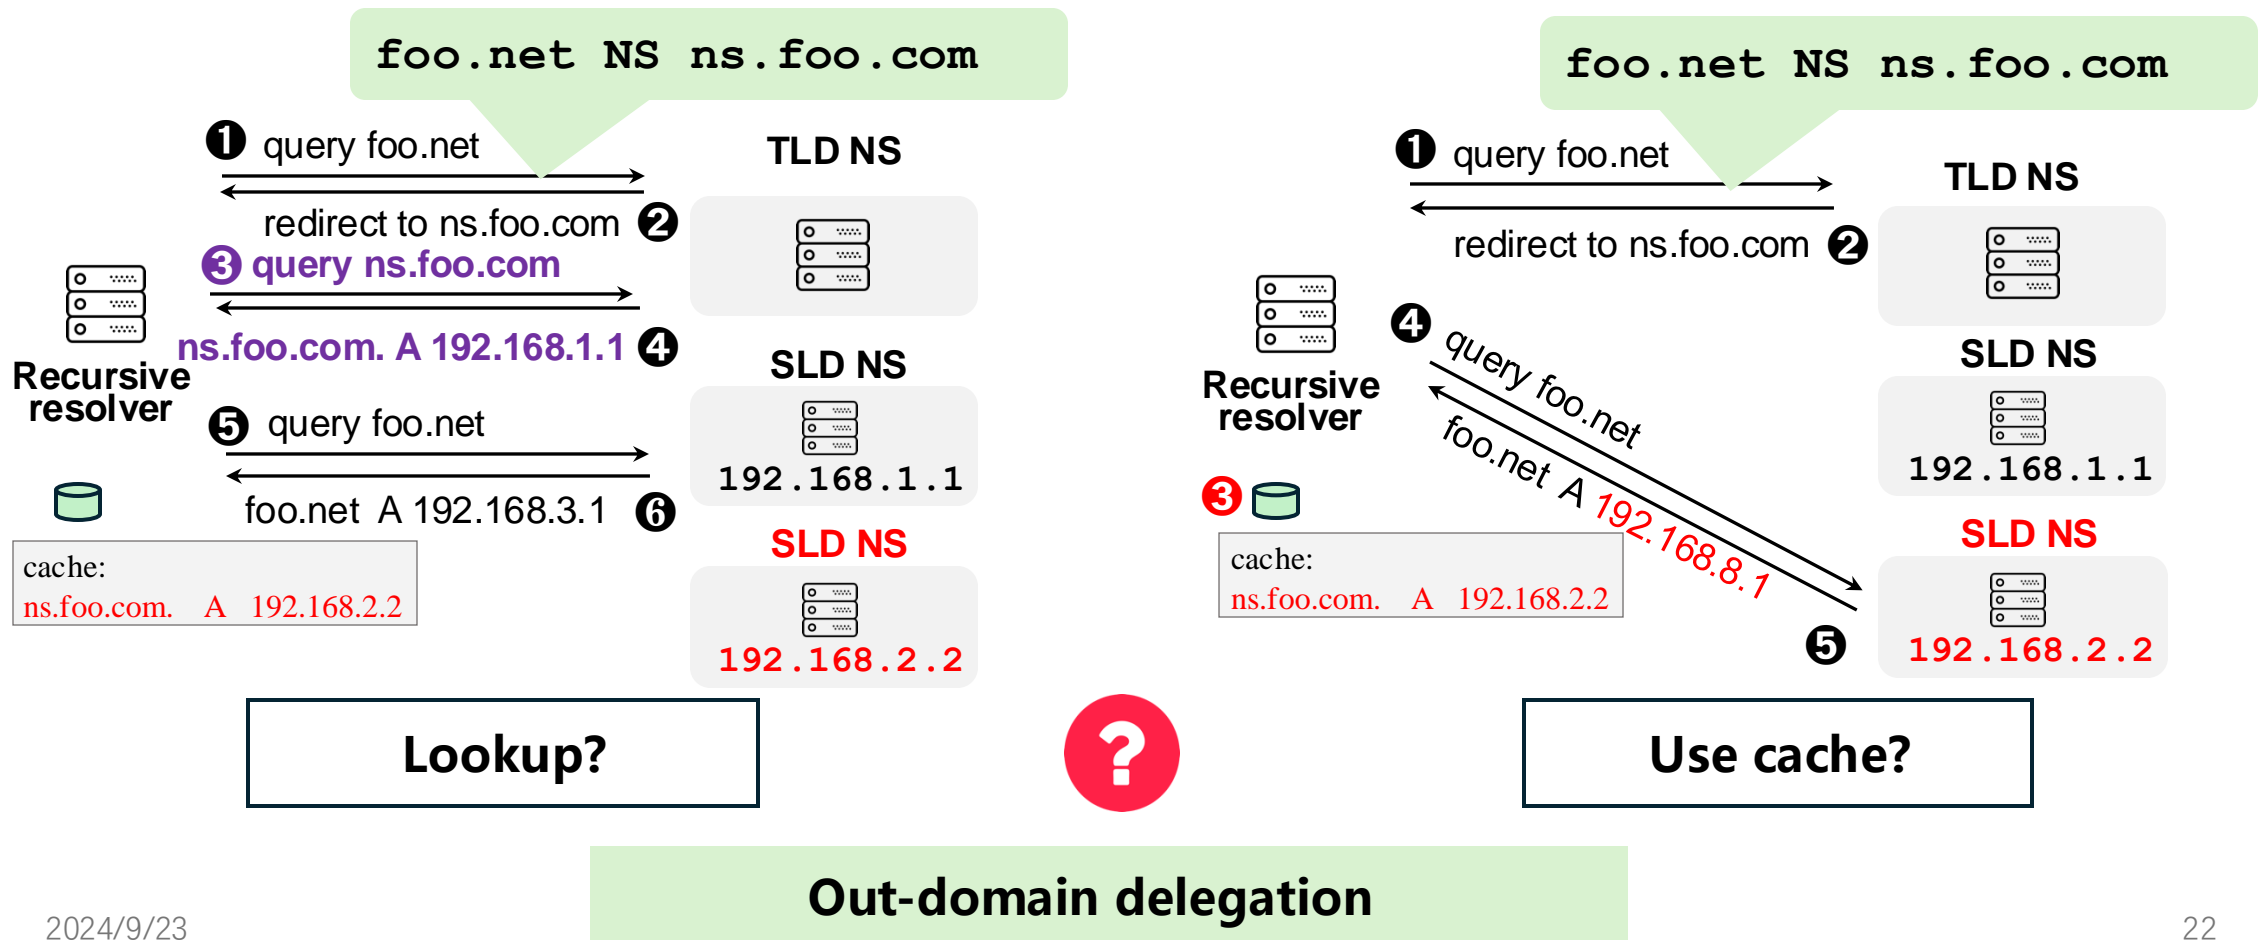 foo.net NS ns.foo.com
❶ query foo.net
TLD NS
redirect to ns.foo.com ❷
❸ query ns.foo.com
ns.foo.com. A 192.168.1.1 ❹
Recursive
resolver
SLD NS
❺ query foo.net
192.168.1.1
foo.net A 192.168.3.1 ❻
SLD NS
cache:
ns.foo.com. A 192.168.2.2
192.168.2.2
Lookup?
?
foo.net NS ns.foo.com
❶ query foo.net
TLD NS
redirect to ns.foo.com ❷
❹ query foo.net
SLD NS
Recursive
resolver
foo.net A 192.168.8.1
192.168.1.1
❸
SLD NS
cache:
ns.foo.com. A 192.168.2.2
❺
192.168.2.2
Use cache?
Out-domain delegation
2024/9/23
22